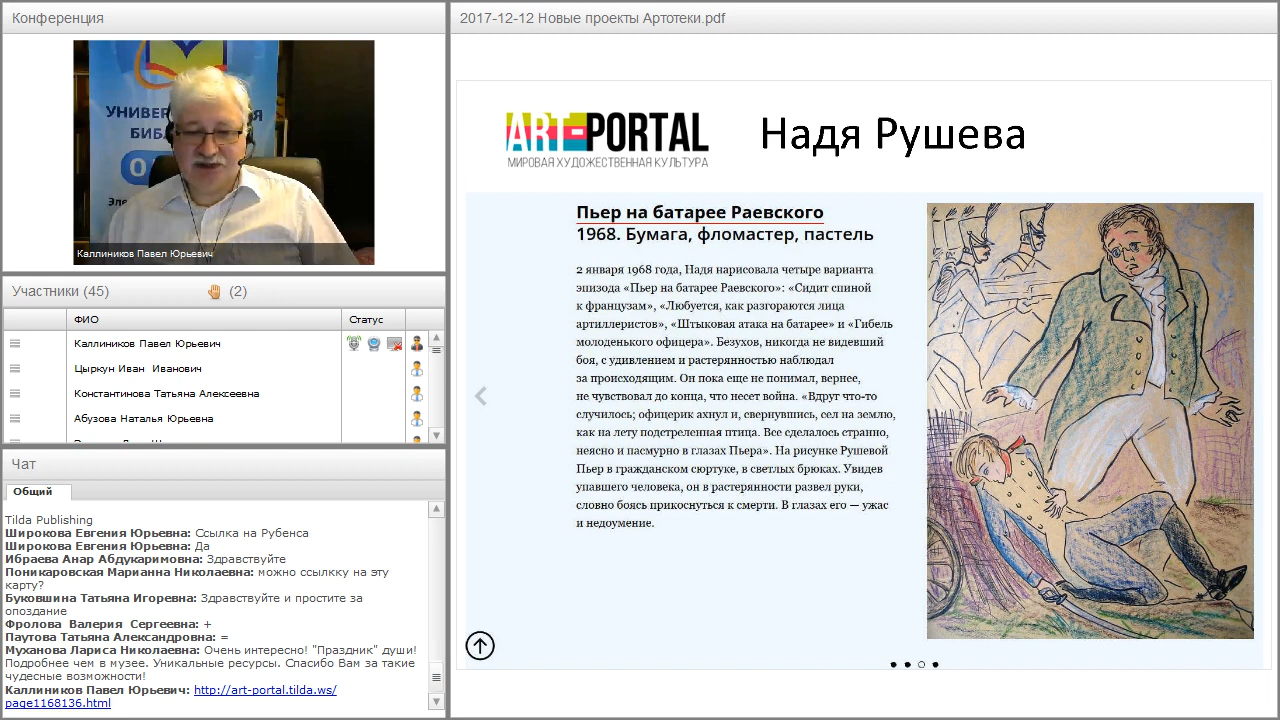 Конференция
УНИВЕР
БИБЛ
Каллиников Павел Юрьевич
Участники (45)
(2)
ФИО
Статус
Каллиников Павел Юрьевич
Цыркун Иван Иванович
Константинова Татьяна Алексеевна
Абузова Наталья Юрьевна
Чат
Общий
Tilda Publishing
Широкова Евгения Юрьевна: Ссылка на Рубенса
Широкова Евгения Юрьевна: Да
Ибраева Анар Абдукаримовна: Здравствуйте
Поникаровская Марианна Николаевна: можно ссылкку на эту
карту?
Буковшина Татьяна Игоревна: Здравствуйте и простите за
опоздание
Фролова Валерия Сергеевна: +
Паутова Татьяна Александровна: =
Муханова Лариса Николаевна: Очень интересно! "Праздник" души!
Подробнее чем в музее. Уникальные ресурсы. Спасибо Вам за такие
чудесные возможности!
Каллиников Павел Юрьевич: http://art-portal.tilda.ws/
page1168136.html
2017-12-12 Новые проекты Артотеки.pdf
ART-PORTAL
МИРОВАЯ ХУДОЖЕСТВЕННАЯ КУЛЬТУРА
Надя Рушева
Пьер на батарее Раевского
1968. Бумага, фломастер, пастель
2 января 1968 года, Надя нарисовала четыре варианта
эпизода «Пьер на батарее Раевского»: «Сидит спиной
к французам», «Любуется, как разгораются лица
артиллеристов», «Штыковая атака на батарее» и «Гибель
молоденького офицера». Безухов, никогда не видевший
боя, с удивлением и растерянностью наблюдал
за происходящим. Он пока еще не понимал, вернее,
не чувствовал до конца, что несет война. «Вдруг что-то
случилось; офицерик ахнул и, свернувшись, сел на землю,
как на лету подстреленная птица. Все сделалось странно,
неясно и пасмурно в глазах Пьера». На рисунке Рушевой
Пьер в гражданском сюртуке, в светлых брюках. Увидев
упавшего человека, он в растерянности развел руки,
словно боясь прикоснуться к смерти. В глазах его — ужас
и недоумение.